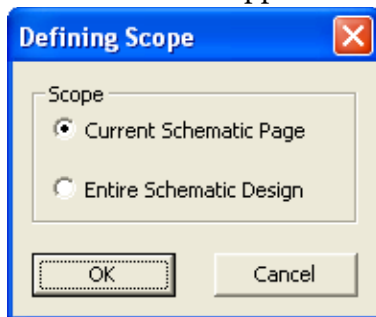 Defining Scope
Scope
Current Schematic Page
Entire Schematic Design
OK
Cancel